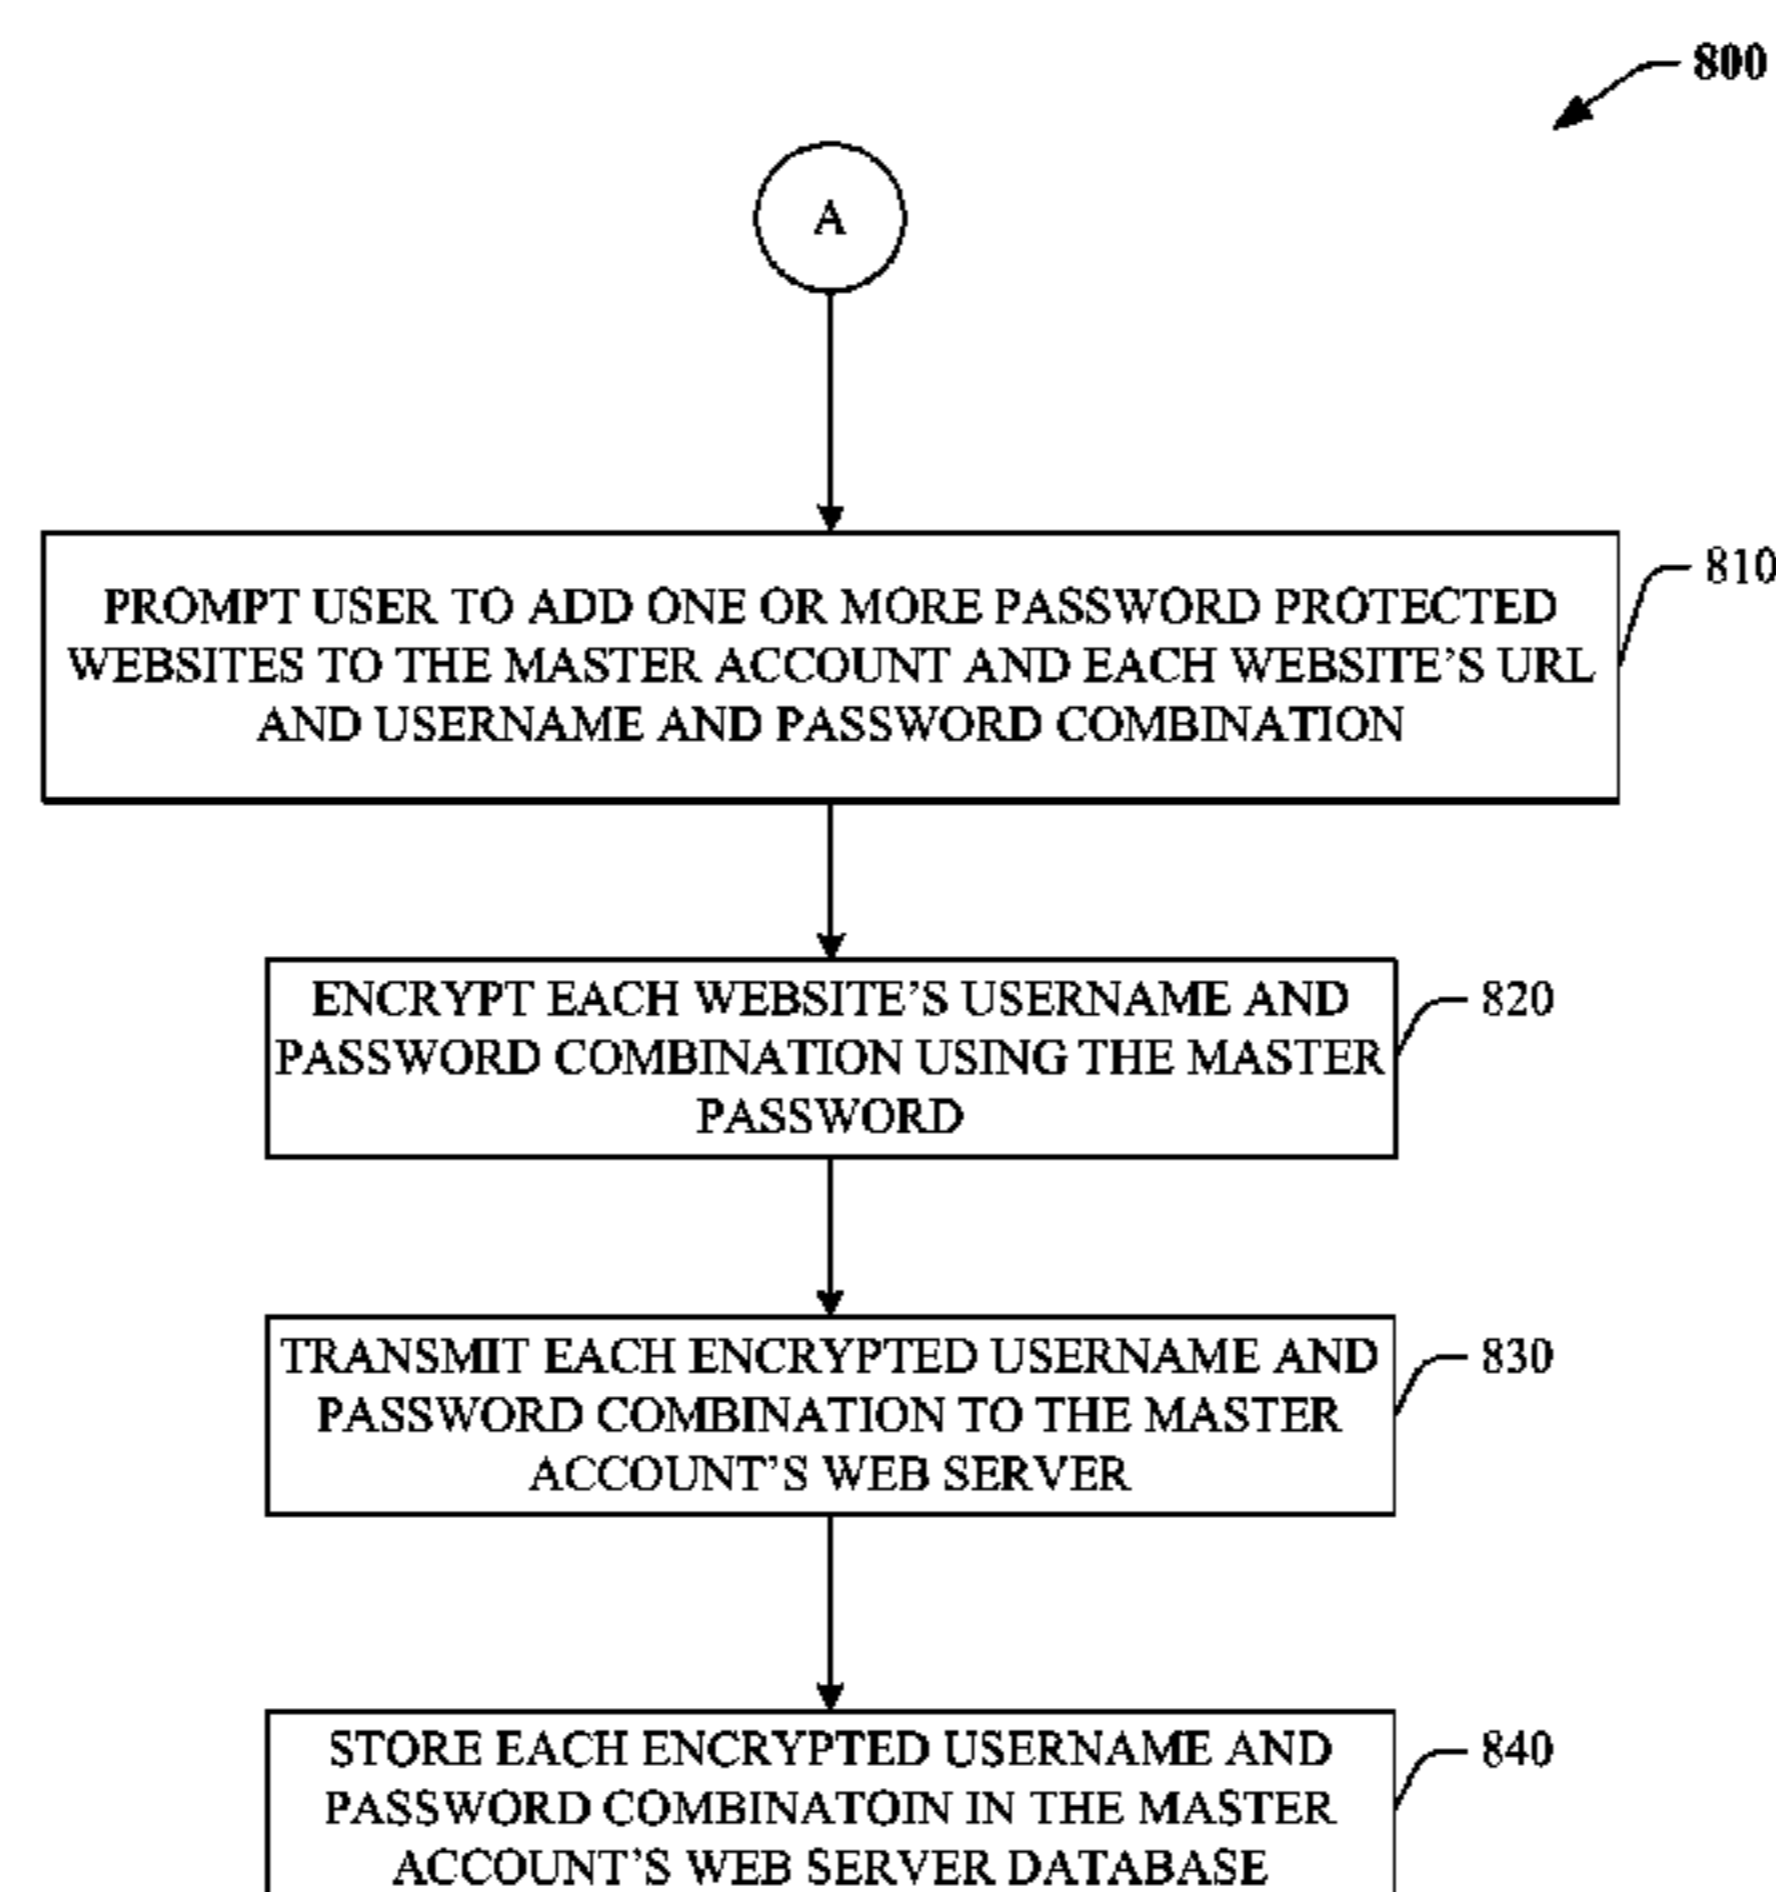 800
A
PROMPT USER TO ADD ONE OR MORE PASSWORD PROTECTED
WEBSITES TO THE MASTER ACCOUNT AND EACH WEBSITE’S URL
AND USERNAME AND PASSWORD COMBINATION
810
ENCRYPT EACH WEBSITE’S USERNAME AND
PASSWORD COMBINATION USING THE MASTER
PASSWORD
820
TRANSMIT EACH ENCRYPTED USERNAME AND
PASSWORD COMBINATION TO THE MASTER
ACCOUNT’S WEB SERVER
830
STORE EACH ENCRYPTED USERNAME AND
PASSWORD COMBINATOIN IN THE MASTER
ACCOUNT’S WEB SERVER DATABASE
840